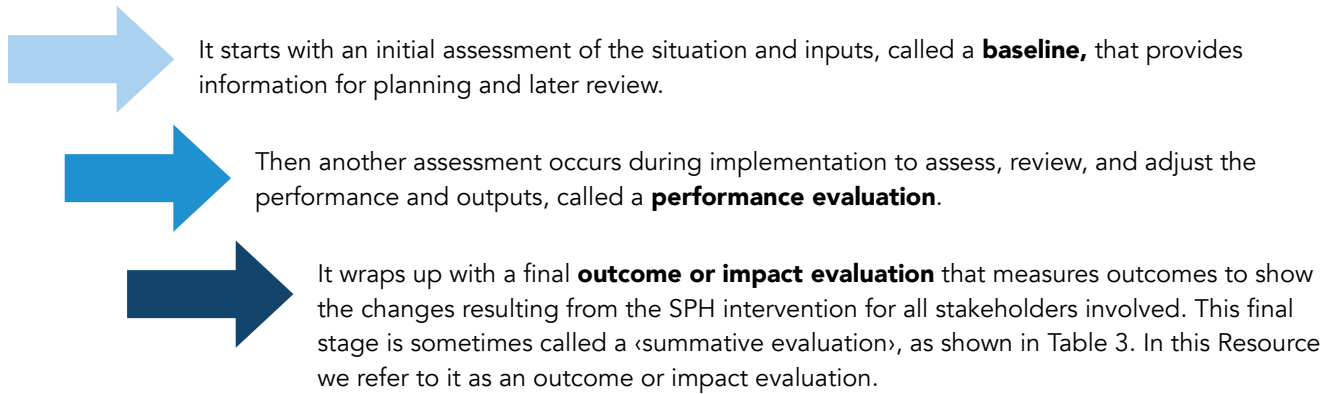 It starts with an initial assessment of the situation and inputs, called a baseline, that provides
information for planning and later review.
Then another assessment occurs during implementation to assess, review, and adjust the
performance and outputs, called a performance evaluation.
It wraps up with a final outcome or impact evaluation that measures outcomes to show
the changes resulting from the SPH intervention for all stakeholders involved. This final
stage is sometimes called a ‹summative evaluation›, as shown in Table 3. In this Resource
we refer to it as an outcome or impact evaluation.